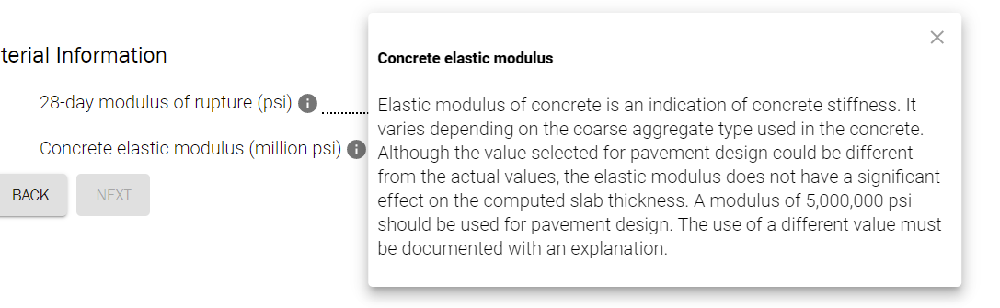 terial Information
28-day modulus of rupture (psi)
Concrete elastic modulus (million psi)
BACK
NEXT
Concrete elastic modulus
Elastic modulus of concrete is an indication of concrete stiffness. It
varies depending on the coarse aggregate type used in the concrete.
Although the value selected for pavement design could be different
from the actual values, the elastic modulus does not have a significant
effect on the computed slab thickness. A modulus of 5,000,000 psi
should be used for pavement design. The use of a different value must
be documented with an explanation.